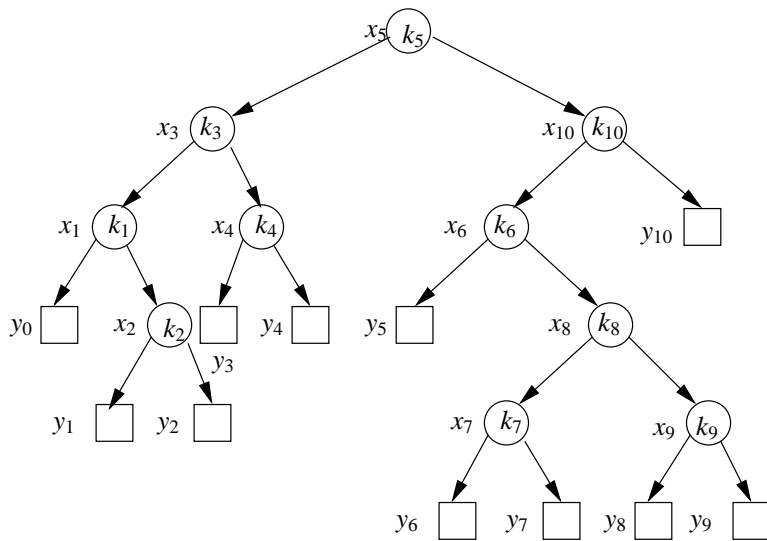 x₅ k₅
x₃ k₃ x₁₀ k₁₀
x₁ k₁ x₄ k₄ x₆ k₆ y₁₀
y₀ x₂ k₂ y₃ y₄ y₅ x₈ k₈
y₁ y₂ x₇ k₇ x₉ k₉
y₆ y₇ y₈ y₉